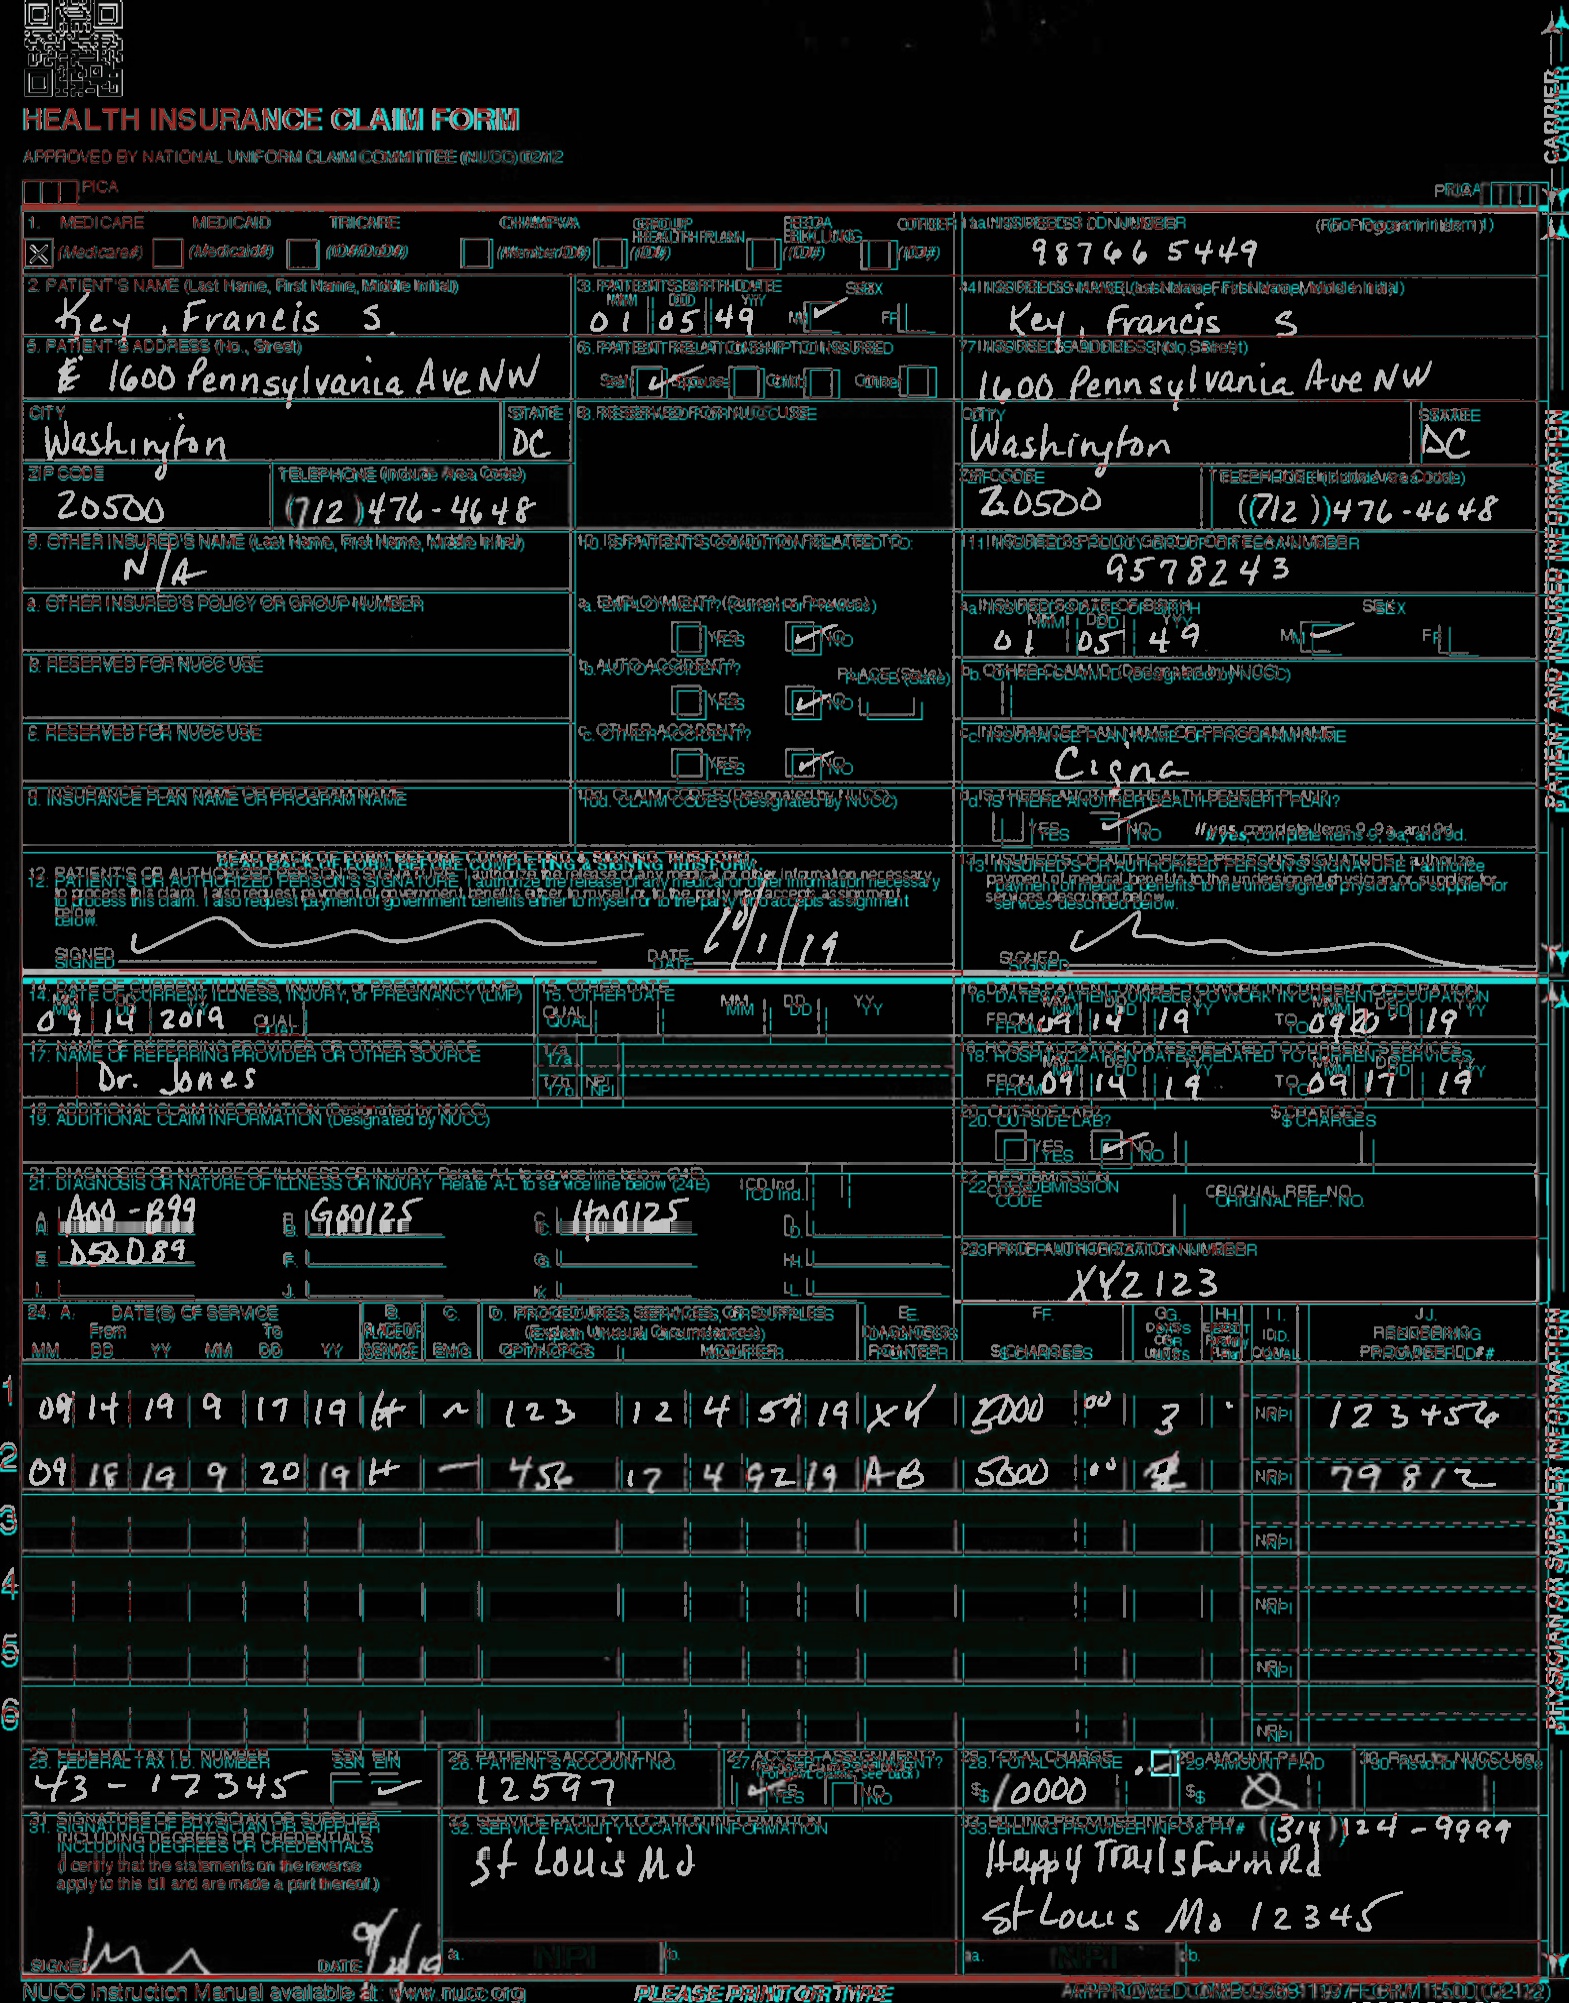 HEALTH INSURANCE CLAIM FORM
APPROVED BY NATIONAL UNIFORM CLAIM COMMITTEE (NUCC) 02/12
PICA PICA
CARRIER
1. MEDICARE MEDICAID TRICARE CHAMPVA GROUP HEALTH PLAN FECA BLK LUNG OTHER 1a. INSURED'S I.D. NUMBER (For Program in Item 1)
(Medicare#) (Medicaid#) (ID#/DoD#) (Member ID#) (ID#) (ID#) (ID#) 98766 5449
2. PATIENT'S NAME (Last Name, First Name, Middle Initial) 3. PATIENT'S BIRTH DATE SEX 4. INSURED'S NAME (Last Name, First Name, Middle Initial)
MM DD YY
Key, Francis S. 01 05 49 M F Key, Francis S
5. PATIENT'S ADDRESS (No., Street) 6. PATIENT RELATIONSHIP TO INSURED 7. INSURED'S ADDRESS (No., Street)
1600 Pennsylvania Ave NW Self Spouse Child Other 1600 Pennsylvania Ave NW
CITY STATE 8. RESERVED FOR NUCC USE CITY STATE
Washington DC Washington DC
ZIP CODE TELEPHONE (Include Area Code) ZIP CODE TELEPHONE (Include Area Code)
20500 (712) 476-4648 20500 (712) 476-4648
9. OTHER INSURED'S NAME (Last Name, First Name, Middle Initial) 10. IS PATIENT'S CONDITION RELATED TO: 11. INSURED'S POLICY GROUP OR FECA NUMBER
N/A 9578243
a. OTHER INSURED'S POLICY OR GROUP NUMBER a. EMPLOYMENT? (Current or Previous) a. INSURED'S DATE OF BIRTH SEX
MM DD YY
YES NO 01 05 49 M F
b. RESERVED FOR NUCC USE b. AUTO ACCIDENT? PLACE (State) b. OTHER CLAIM ID (Designated by NUCC)
YES NO
c. RESERVED FOR NUCC USE c. OTHER ACCIDENT? c. INSURANCE PLAN NAME OR PROGRAM NAME
YES NO Cigna
d. INSURANCE PLAN NAME OR PROGRAM NAME 10d. CLAIM CODES (Designated by NUCC) d. IS THERE ANOTHER HEALTH BENEFIT PLAN?
YES NO If yes, complete items 9, 9a, and 9d.
PATIENT AND INSURED INFORMATION
READ BACK OF FORM BEFORE COMPLETING & SIGNING THIS FORM.
12. PATIENT'S OR AUTHORIZED PERSON'S SIGNATURE I authorize the release of any medical or other information necessary
to process this claim. I also request payment of government benefits either to myself or to the party who accepts assignment
below.
SIGNED DATE 10/1/19
13. INSURED'S OR AUTHORIZED PERSON'S SIGNATURE I authorize
payment of medical benefits to the undersigned physician or supplier for
services described below.
SIGNED
14. DATE OF CURRENT ILLNESS, INJURY, or PREGNANCY (LMP) 15. OTHER DATE 16. DATES PATIENT UNABLE TO WORK IN CURRENT OCCUPATION
MM DD YY MM DD YY MM DD YY MM DD YY
09 14 2019 QUAL. QUAL. FROM 09 14 19 TO 09 20 19
17. NAME OF REFERRING PROVIDER OR OTHER SOURCE 17a. 18. HOSPITALIZATION DATES RELATED TO CURRENT SERVICES
MM DD YY MM DD YY
Dr. Jones 17b. NPI FROM 09 14 19 TO 09 17 19
19. ADDITIONAL CLAIM INFORMATION (Designated by NUCC) 20. OUTSIDE LAB? $ CHARGES
YES NO
21. DIAGNOSIS OR NATURE OF ILLNESS OR INJURY Relate A-L to service line below (24E) ICD Ind. 22. RESUBMISSION CODE ORIGINAL REF. NO.
A. A00-B99 B. G00125 C. H00125 D.
E. D50D89 F. G. H. 23. PRIOR AUTHORIZATION NUMBER
I. J. K. L. XYZ123
24. A. DATE(S) OF SERVICE B. C. D. PROCEDURES, SERVICES, OR SUPPLIES E. F. G. H. I. J.
From To PLACE OF (Explain Unusual Circumstances) DIAGNOSIS DAYS OR ID. RENDERING
MM DD YY MM DD YY SERVICE EMG CPT/HCPCS MODIFIER POINTER $ CHARGES UNITS QUAL. PROVIDER ID. #
1 09 14 19 9 17 19 H ~ 123 12 4 57 19 XY 5000 00 3 NPI 123456
2 09 18 19 9 20 19 H - 456 12 4 92 19 AB 5000 00 NPI 79812
3 NPI
4 NPI
5 NPI
6 NPI
PHYSICIAN OR SUPPLIER INFORMATION
25. FEDERAL TAX I.D. NUMBER SSN EIN 26. PATIENT'S ACCOUNT NO. 27. ACCEPT ASSIGNMENT? 28. TOTAL CHARGE 29. AMOUNT PAID 30. Rsvd for NUCC Use
(For govt. claims, see back)
43-12345 12597 YES NO $ 10000 $ 0
31. SIGNATURE OF PHYSICIAN OR SUPPLIER
INCLUDING DEGREES OR CREDENTIALS
(I certify that the statements on the reverse
apply to this bill and are made a part thereof.)
SIGNED DATE
32. SERVICE FACILITY LOCATION INFORMATION
St Louis Mo
a. NPI b.
33. BILLING PROVIDER INFO & PH # (314) 124-9999
Happy Trails Farm Rd
St Louis Mo 12345
a. NPI b.
NUCC Instruction Manual available at: www.nucc.org PLEASE PRINT OR TYPE APPROVED OMB-0938-1197 FORM 1500 (02-12)